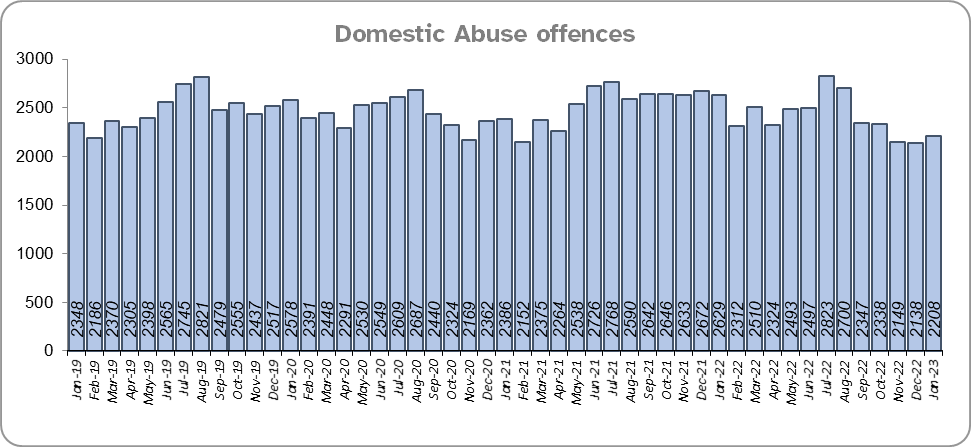 Domestic Abuse offences
3000
2500
2000
1500
1000
500
0
2348 2186 2370 2305 2398 2565 2745 2821 2479 2555 2437 2517 2578 2391 2448 2291 2530 2549 2609 2687 2440 2324 2169 2362 2386 2152 2375 2264 2538 2726 2768 2590 2642 2646 2633 2672 2629 2312 2510 2324 2493 2497 2823 2700 2347 2338 2149 2138 2208
Jan-19 Feb-19 Mar-19 Apr-19 May-19 Jun-19 Jul-19 Aug-19 Sep-19 Oct-19 Nov-19 Dec-19 Jan-20 Feb-20 Mar-20 Apr-20 May-20 Jun-20 Jul-20 Aug-20 Sep-20 Oct-20 Nov-20 Dec-20 Jan-21 Feb-21 Mar-21 Apr-21 May-21 Jun-21 Jul-21 Aug-21 Sep-21 Oct-21 Nov-21 Dec-21 Jan-22 Feb-22 Mar-22 Apr-22 May-22 Jun-22 Jul-22 Aug-22 Sep-22 Oct-22 Nov-22 Dec-22 Jan-23